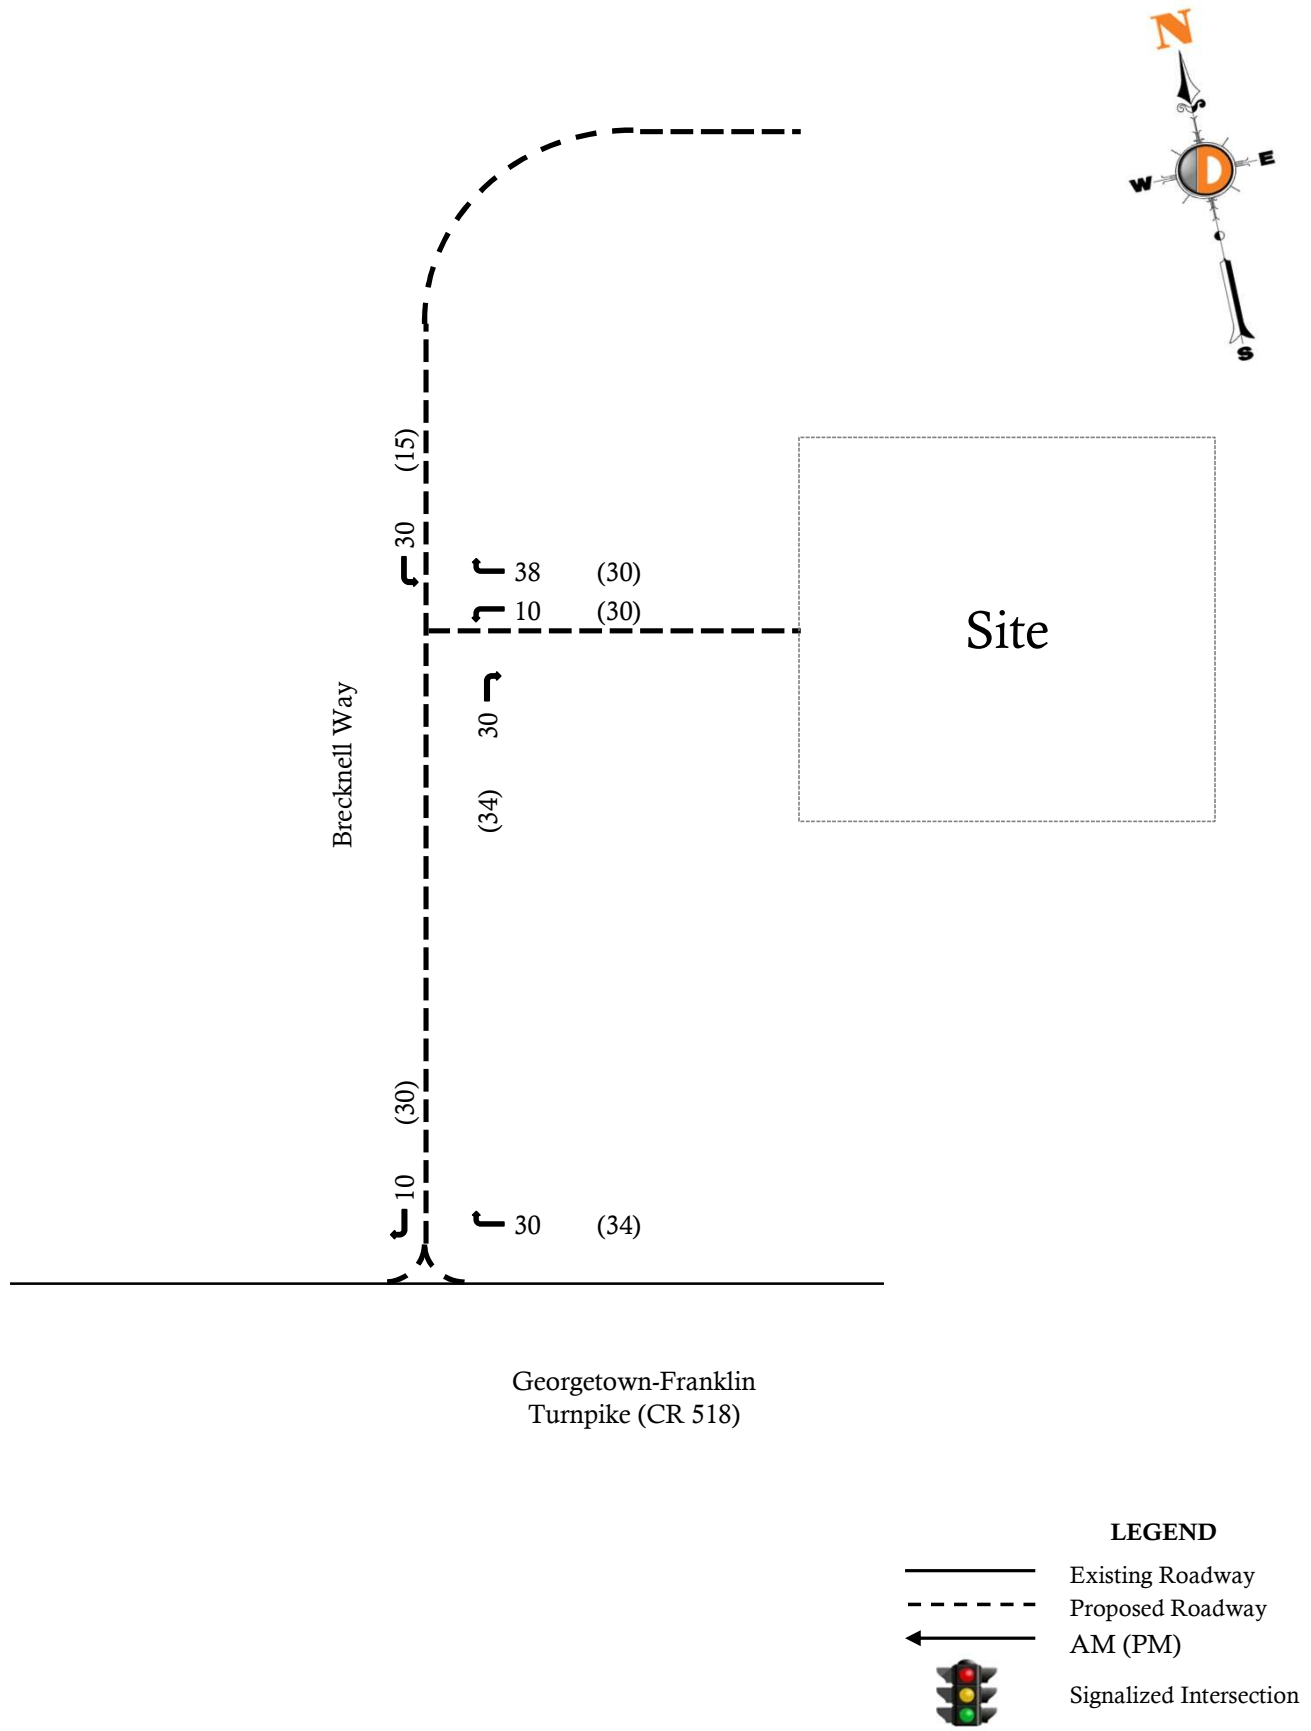 N
W
E
D
S
(15)
30
38 (30)
10 (30)
Site
30
(34)
Brecknell Way
(30)
10
30 (34)
Georgetown-Franklin
Turnpike (CR 518)
LEGEND
Existing Roadway
Proposed Roadway
AM (PM)
Signalized Intersection